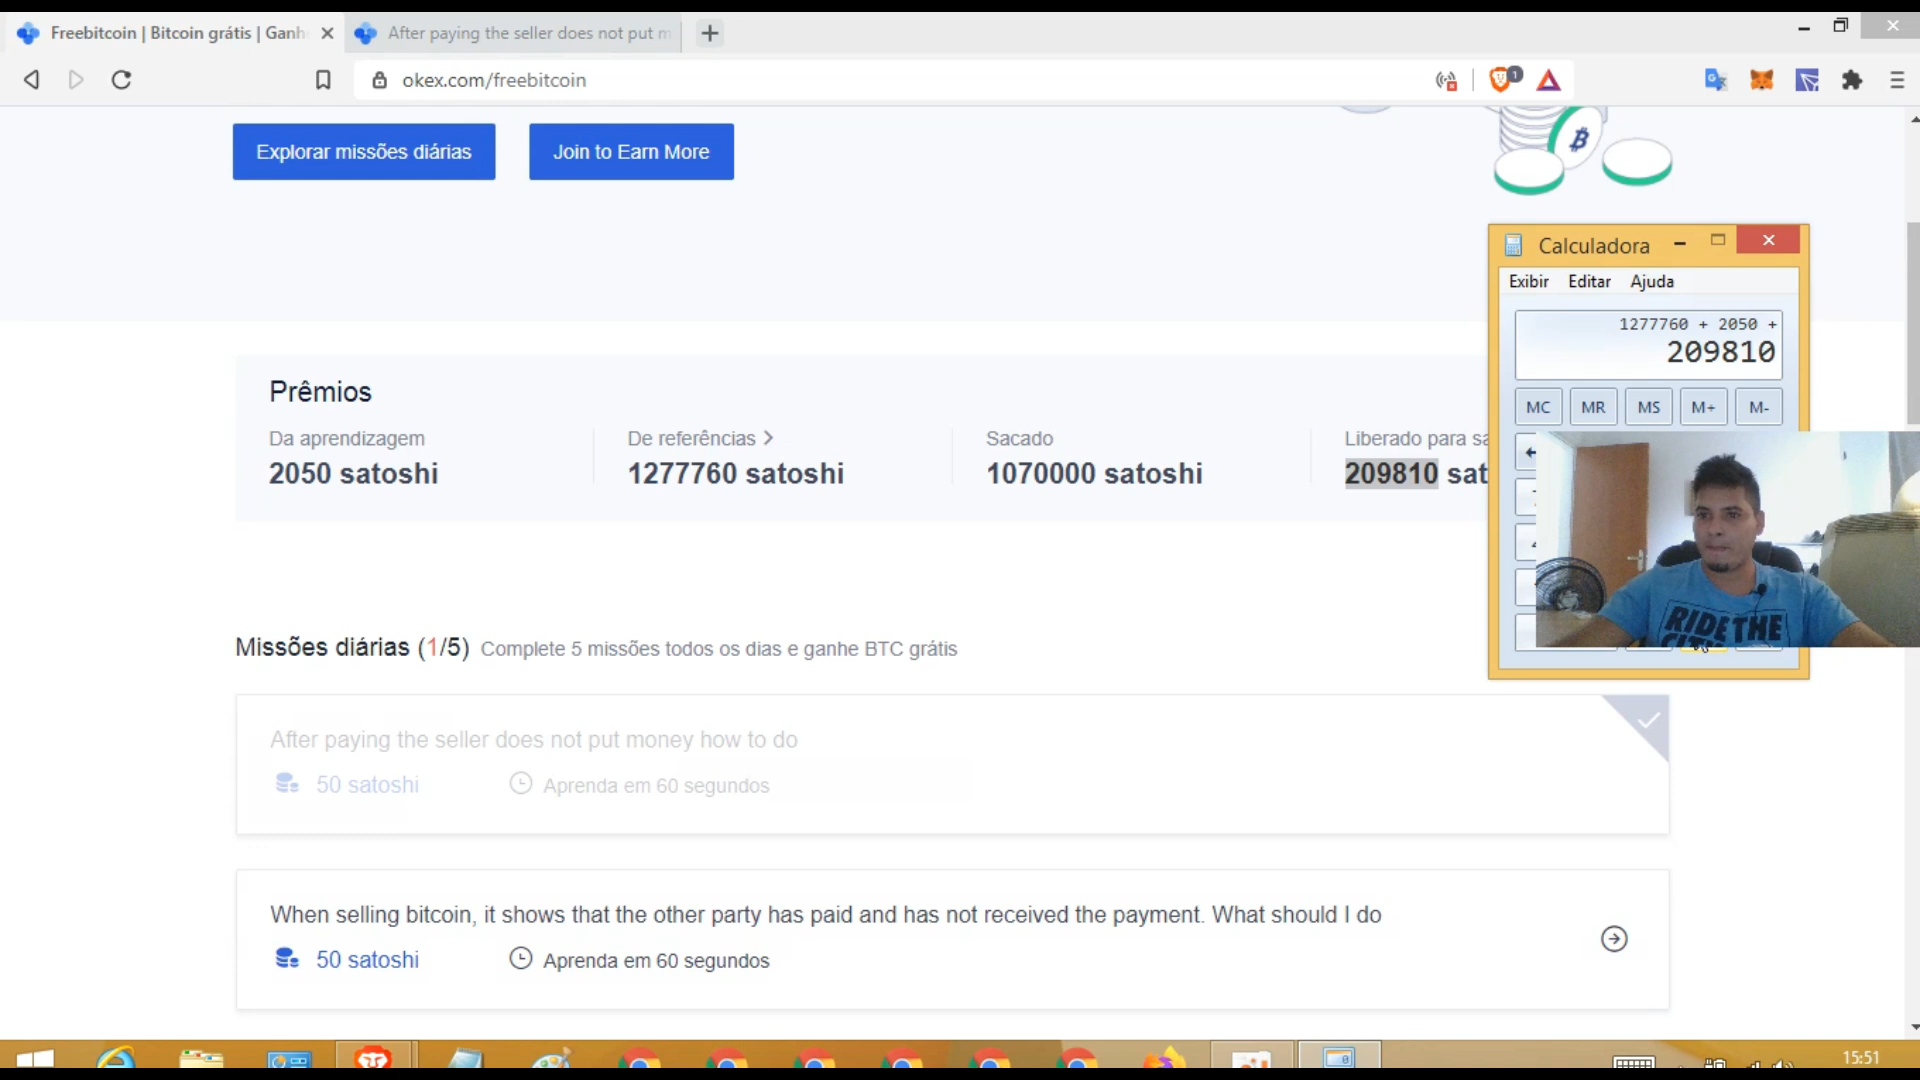 Freebitcoin | Bitcoin grátis | Ganh
After paying the seller does not put m
okex.com/freebitcoin
1
Explorar missões diárias
Join to Earn More
Calculadora
Exibir Editar Ajuda
1277760 + 2050 +
209810
MC MR MS M+ M-
Prêmios
Da aprendizagem
2050 satoshi
De referências
1277760 satoshi
Sacado
1070000 satoshi
Liberado para sa
209810 sat
RIDE THE
Missões diárias (1/5) Complete 5 missões todos os dias e ganhe BTC grátis
After paying the seller does not put money how to do
50 satoshi
Aprenda em 60 segundos
When selling bitcoin, it shows that the other party has paid and has not received the payment. What should I do
50 satoshi
Aprenda em 60 segundos
15:51